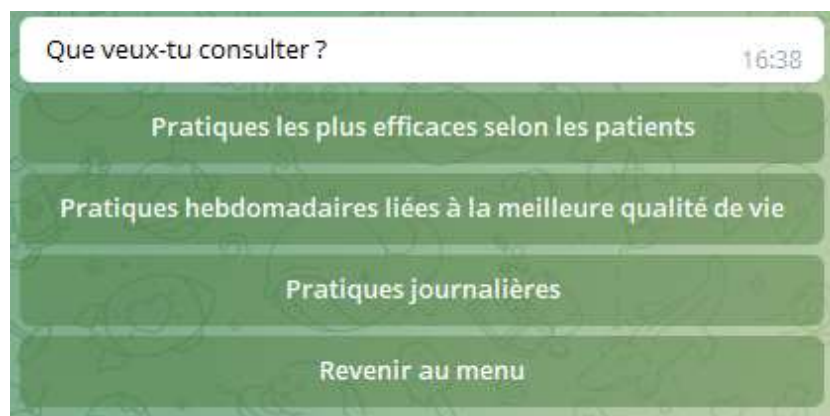 Que veux-tu consulter ?
16:38
Pratiques les plus efficaces selon les patients
Pratiques hebdomadaires liées à la meilleure qualité de vie
Pratiques journalières
Revenir au menu